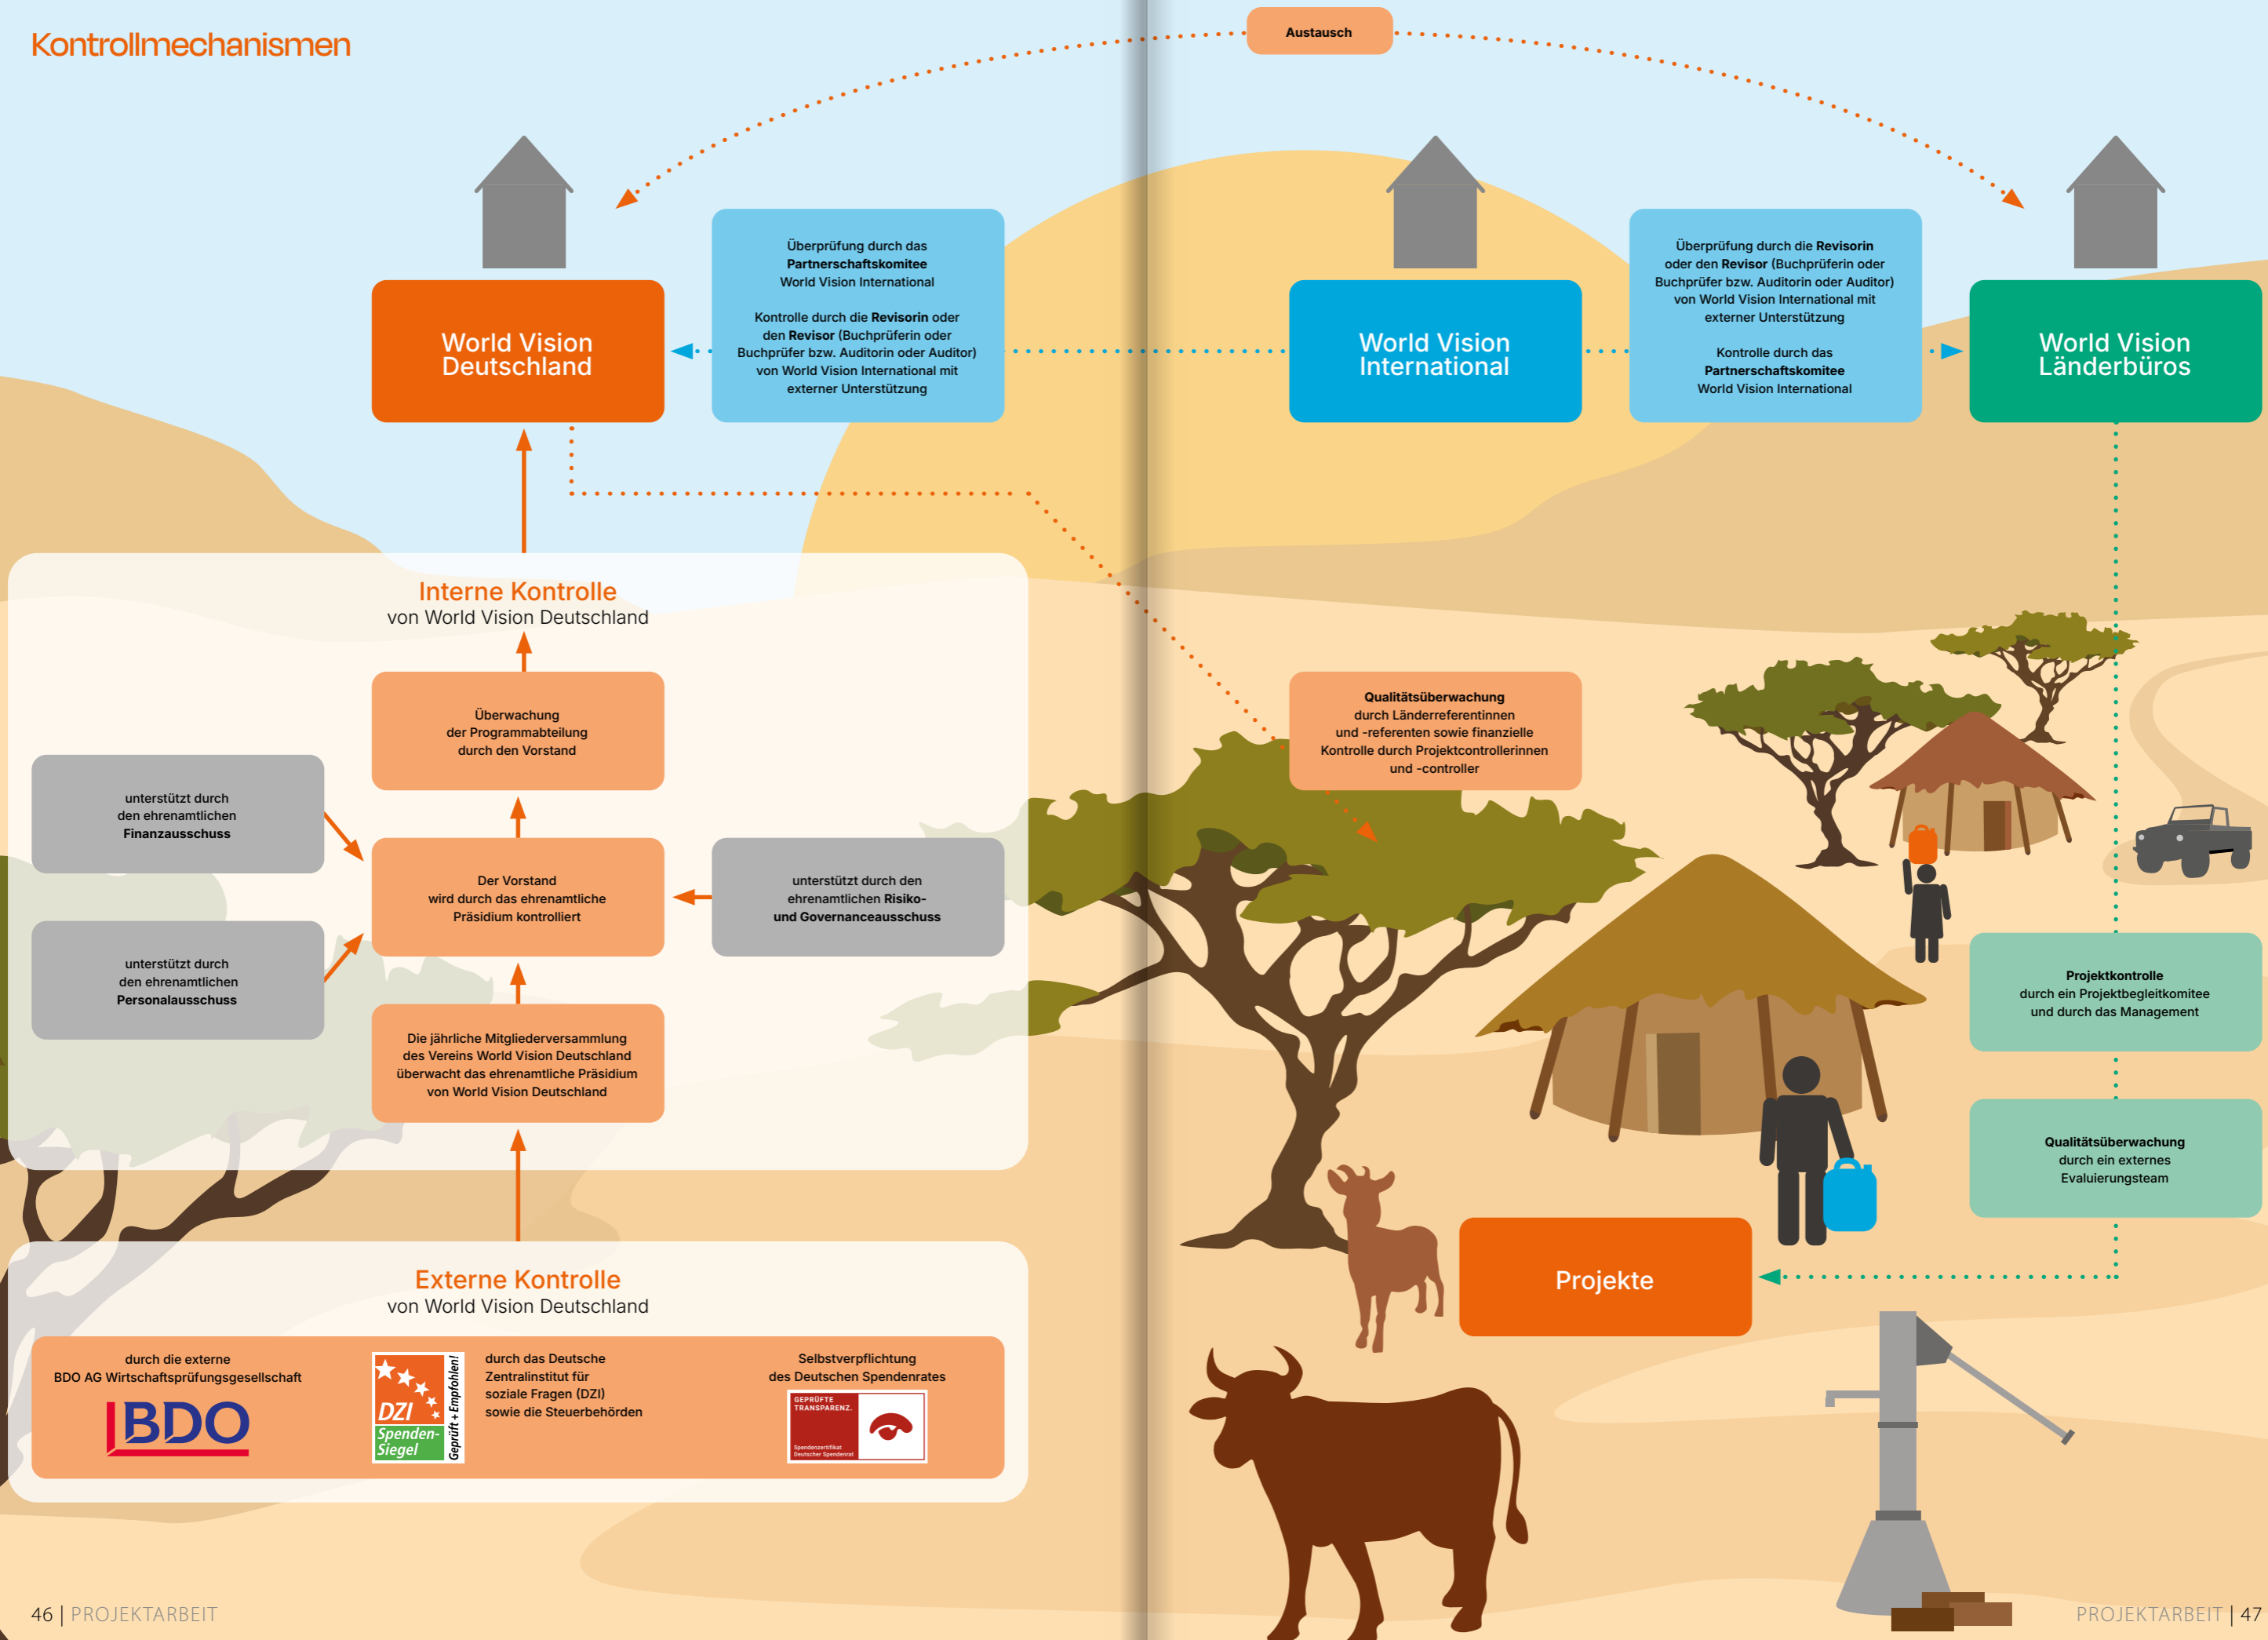 Kontrollmechanismen
Austausch
World Vision
Deutschland
Überprüfung durch das
Partnerschaftskomitee
World Vision International
Kontrolle durch die Revisorin oder
den Revisor (Buchprüferin oder
Buchprüfer bzw. Auditorin oder Auditor)
von World Vision International mit
externer Unterstützung
World Vision
International
Überprüfung durch die Revisorin
oder den Revisor (Buchprüferin oder
Buchprüfer bzw. Auditorin oder Auditor)
von World Vision International mit
externer Unterstützung
Kontrolle durch das
Partnerschaftskomitee
World Vision International
World Vision
Länderbüros
Interne Kontrolle
von World Vision Deutschland
Überwachung
der Programmabteilung
durch den Vorstand
unterstützt durch
den ehrenamtlichen
Finanzausschuss
Der Vorstand
wird durch das ehrenamtliche
Präsidium kontrolliert
unterstützt durch den
ehrenamtlichen Risiko-
und Governanceausschuss
unterstützt durch
den ehrenamtlichen
Personalausschuss
Die jährliche Mitgliederversammlung
des Vereins World Vision Deutschland
überwacht das ehrenamtliche Präsidium
von World Vision Deutschland
Externe Kontrolle
von World Vision Deutschland
durch die externe
BDO AG Wirtschaftsprüfungsgesellschaft
BDO
DZI
Spenden-
Siegel
Geprüft + Empfohlen!
durch das Deutsche
Zentralinstitut für
soziale Fragen (DZI)
sowie die Steuerbehörden
Selbstverpflichtung
des Deutschen Spendenrates
GEPRÜFTE
TRANSPARENZ.
Spendenzertifikat
Deutscher Spendenrat
Qualitätsüberwachung
durch Länderreferentinnen
und -referenten sowie finanzielle
Kontrolle durch Projektcontrollerinnen
und -controller
Projektkontrolle
durch ein Projektbegleitkomitee
und durch das Management
Qualitätsüberwachung
durch ein externes
Evaluierungsteam
Projekte
46 | PROJEKTARBEIT
PROJEKTARBEIT | 47